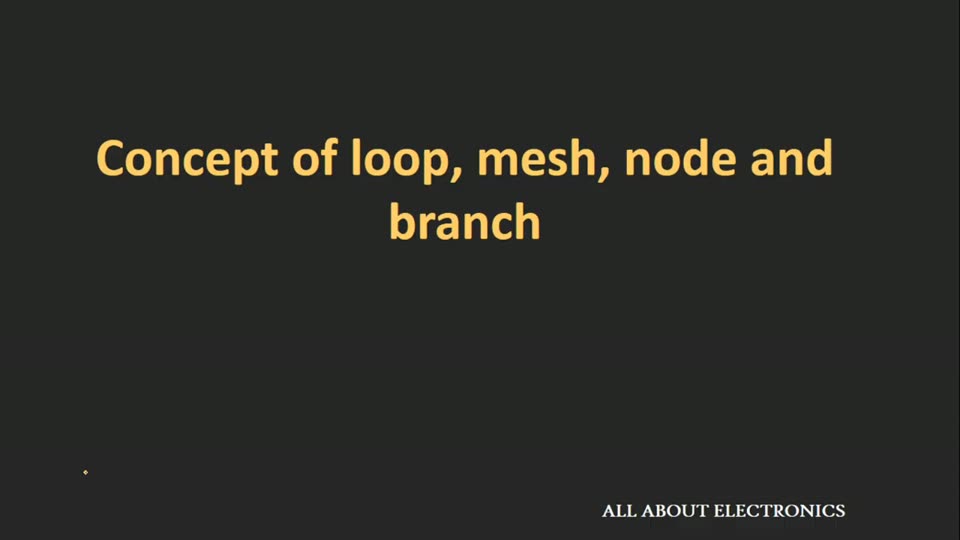 Concept of loop, mesh, node and
branch
ALL ABOUT ELECTRONICS